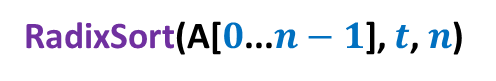 RadixSort(A[0...n − 1], t, n)